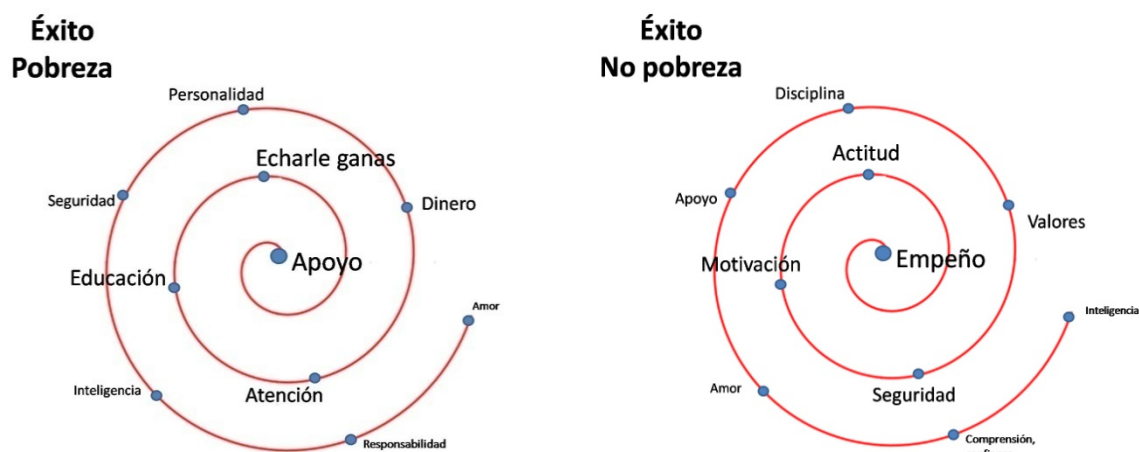 Éxito
Pobreza
Personalidad
Echarle ganas
Seguridad
Dinero
Apoyo
Educación
Amor
Inteligencia
Atención
Responsabilidad
Éxito
No pobreza
Disciplina
Actitud
Apoyo
Valores
Motivación
Empeño
Inteligencia
Amor
Seguridad
Comprensión,